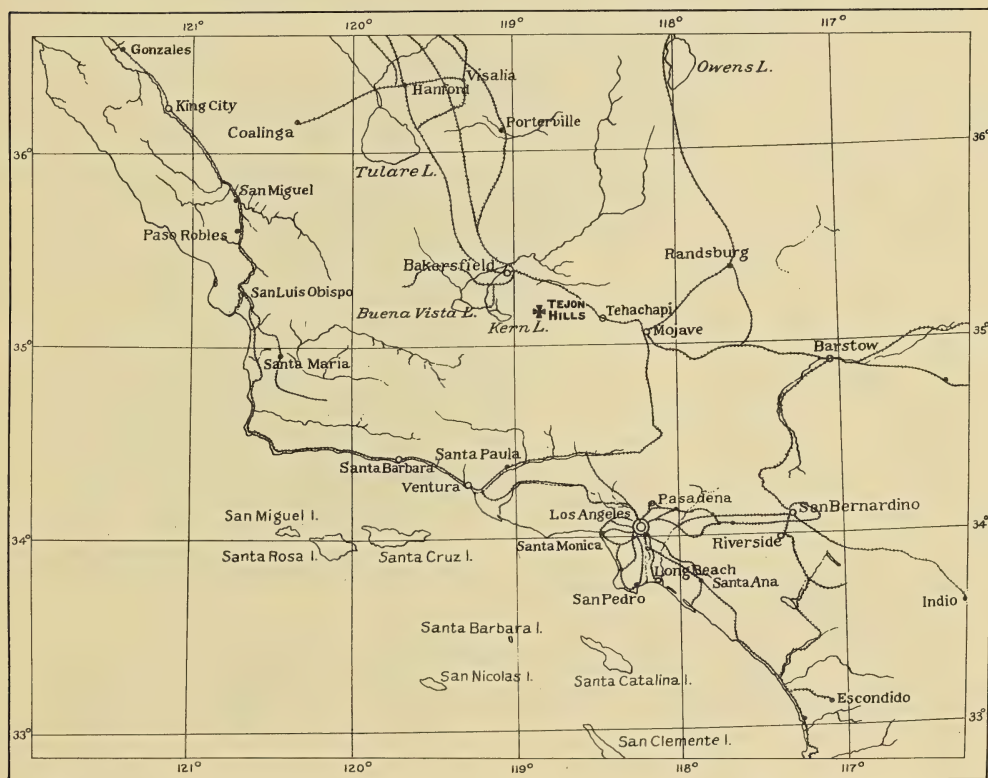 121°
120°
119°
118°
117°
Gonzales
Visalia
Owens L.
Hanford
King City
Coalinga
Porterville
36°
36°
Tulare L.
San Miguel
Paso Robles
Randsburg
Bakersfield
San Luis Obispo
TEJON
HILLS
Buena Vista L.
Kern L.
Tehachapi
Mojave
35°
35°
Barstow
Santa Maria
Santa Paula
Santa Barbara
Ventura
Pasadena
San Miguel I.
Los Angeles
San Bernardino
34°
34°
Santa Rosa I.
Santa Cruz I.
Santa Monica
Riverside
Long Beach
Santa Ana
San Pedro
Indio
Santa Barbara I.
San Nicolas I.
Santa Catalina I.
Escondido
33°
33°
San Clemente I.
121°
120°
119°
118°
117°